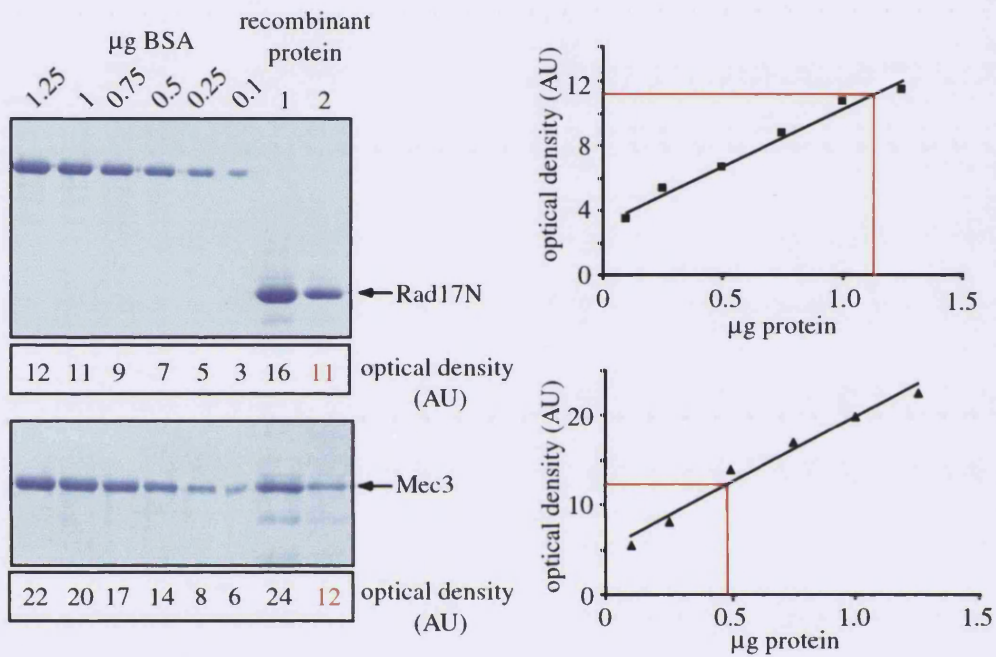 µg BSA
recombinant
protein
1.25 1 0.75 0.5 0.25 0.1 1 2
Rad17N
12 11 9 7 5 3 16 11 optical density
(AU)
Mec3
22 20 17 14 8 6 24 12 optical density
(AU)
optical density (AU)
12
8
4
0
0 0.5 1.0 1.5
µg protein
optical density (AU)
20
10
0
0 0.5 1.0 1.5
µg protein